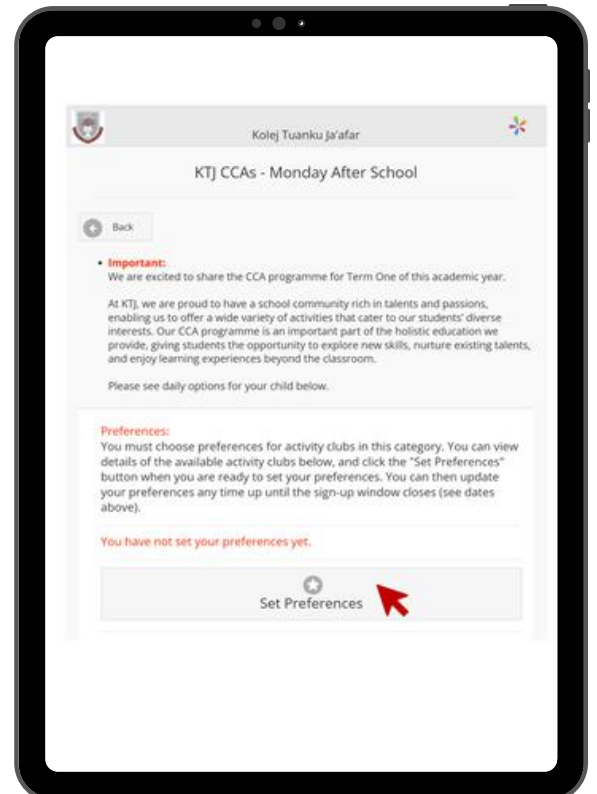 Kolej Tuanku Ja'afar
KTJ CCAs - Monday After School
Back
• Important:
We are excited to share the CCA programme for Term One of this academic year.
At KTJ, we are proud to have a school community rich in talents and passions,
enabling us to offer a wide variety of activities that cater to our students' diverse
interests. Our CCA programme is an important part of the holistic education we
provide, giving students the opportunity to explore new skills, nurture existing talents,
and enjoy learning experiences beyond the classroom.
Please see daily options for your child below.
Preferences:
You must choose preferences for activity clubs in this category. You can view
details of the available activity clubs below, and click the "Set Preferences"
button when you are ready to set your preferences. You can then update
your preferences any time up until the sign-up window closes (see dates
above).
You have not set your preferences yet.
Set Preferences